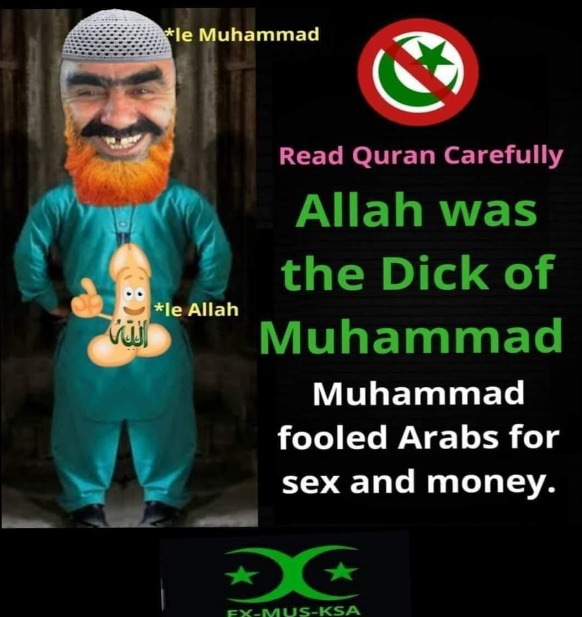 *le Muhammad
Read Quran Carefully
Allah was
the Dick of
Muhammad
*le Allah
الله
Muhammad
fooled Arabs for
sex and money.
EX-MUS-KSA